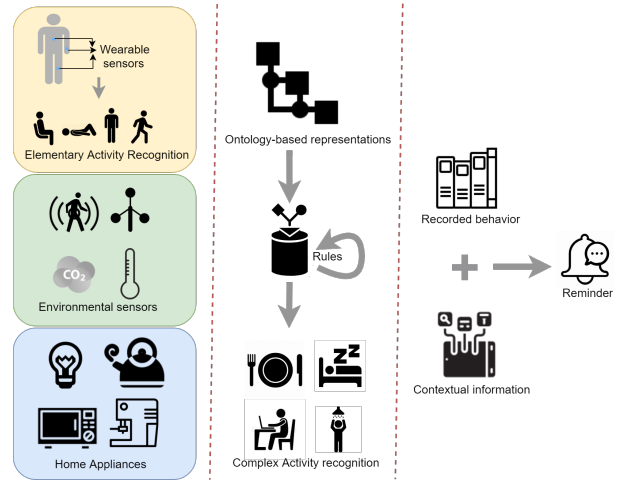 Wearable
sensors
Elementary Activity Recognition
CO2
Environmental sensors
Home Appliances
Ontology-based representations
Rules
Complex Activity recognition
Recorded behavior
Contextual information
Reminder